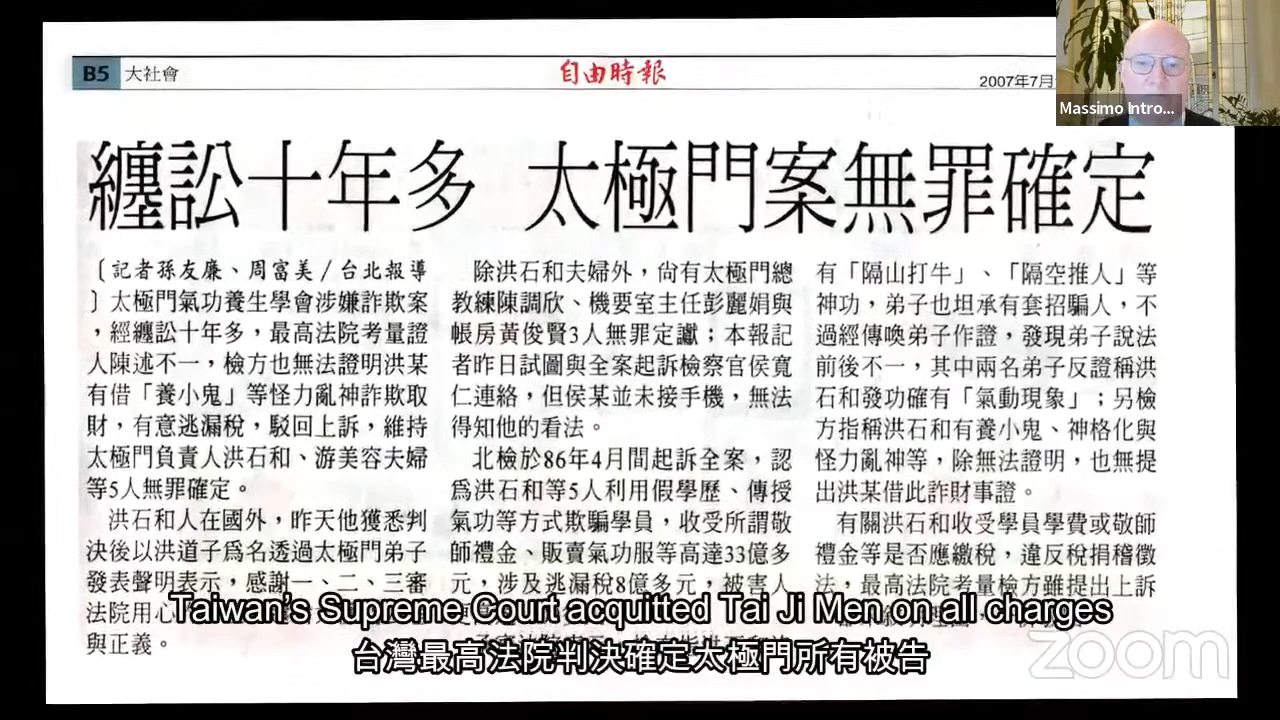 B5 大社會
自由時報
2007年7月
Massimo Intro...
纏訟十年多 太極門案無罪確定
〔記者孫友廉、周富美／台北報導
〕太極門氣功養生學會涉嫌詐欺案
，經纏訟十年多，最高法院考量證
人陳述不一，檢方也無法證明洪某
有借「養小鬼」等怪力亂神詐欺取
財，有意逃漏稅，駁回上訴，維持
太極門負責人洪石和、游美容夫婦
等5人無罪確定。
洪石和人在國外，昨天他獲悉判
決後以洪道子為名透過太極門弟子
發表聲明表示，感謝一、二、三審
法院用心
與正義。
除洪石和夫婦外，尚有太極門總
教練陳調欣、機要室主任彭麗娟與
帳房黃俊賢3人無罪定讞；本報記
者昨日試圖與全案起訴檢察官侯寬
仁連絡，但侯某並未接手機，無法
得知他的看法。
北檢於86年4月間起訴全案，認
為洪石和等5人利用假學歷、傳授
氣功等方式欺騙學員，收受所謂敬
師禮金、販賣氣功服等高達33億多
元，涉及逃漏稅8億多元，被害人
有「隔山打牛」、「隔空推人」等
神功，弟子也坦承有套招騙人，不
過經傳喚弟子作證，發現弟子說法
前後不一，其中兩名弟子反證稱洪
石和發功確有「氣動現象」；另檢
方指稱洪石和有養小鬼、神格化與
怪力亂神等，除無法證明，也無提
出洪某借此詐財事證。
有關洪石和收受學員學費或敬師
禮金等是否應繳稅，違反稅捐稽徵
法，最高法院考量檢方雖提出上訴
Taiwan's Supreme Court acquitted Tai Ji Men on all charges
台灣最高法院判決確定太極門所有被告
zoom